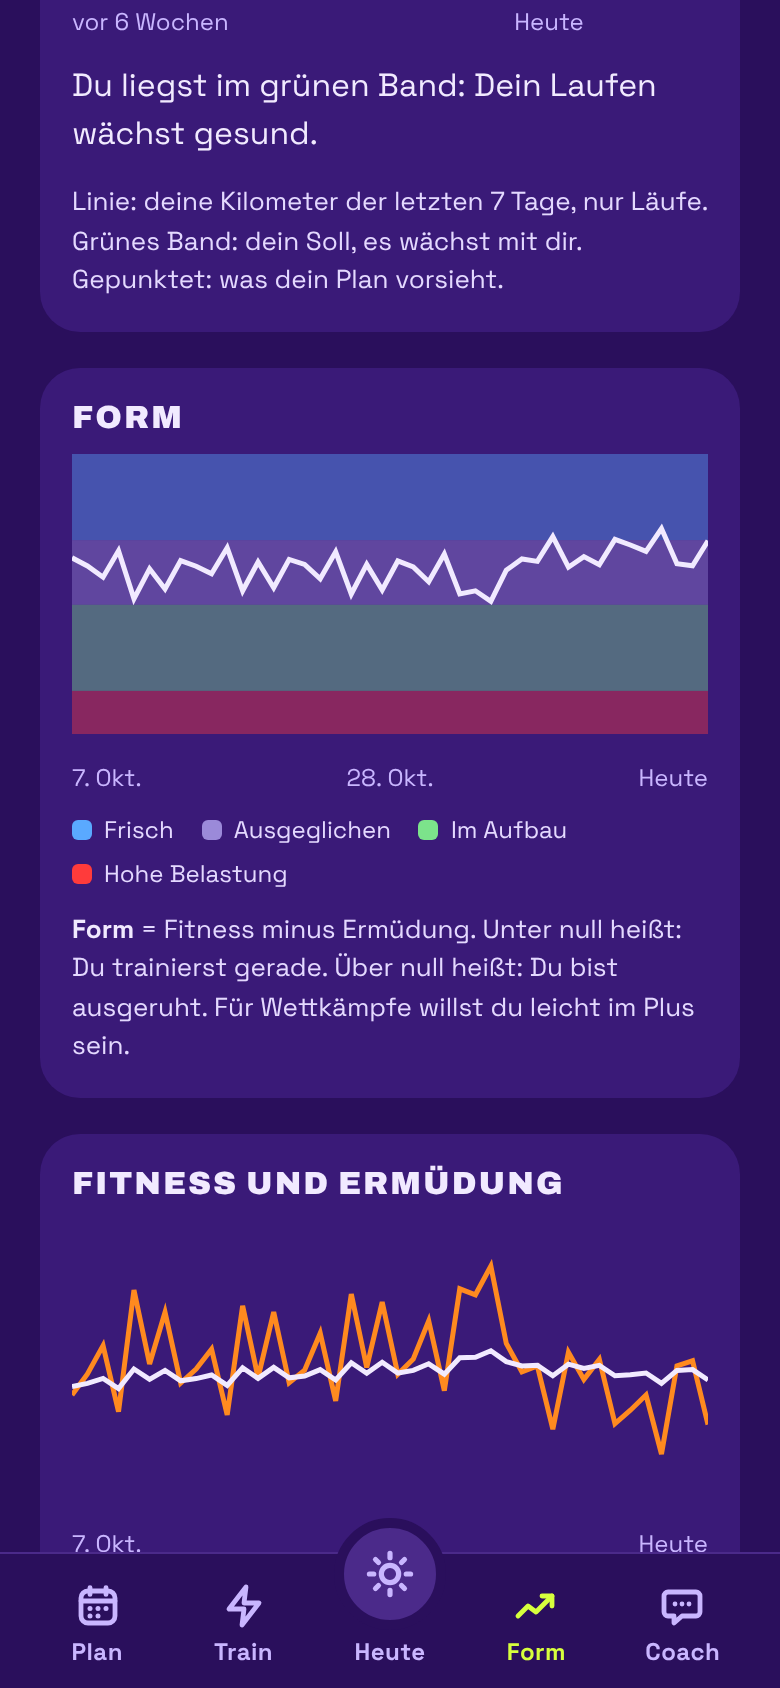 vor 6 Wochen Heute
Du liegst im grünen Band: Dein Laufen
wächst gesund.
Linie: deine Kilometer der letzten 7 Tage, nur Läufe.
Grünes Band: dein Soll, es wächst mit dir.
Gepunktet: was dein Plan vorsieht.
FORM
7. Okt. 28. Okt. Heute
Frisch Ausgeglichen Im Aufbau
Hohe Belastung
Form = Fitness minus Ermüdung. Unter null heißt:
Du trainierst gerade. Über null heißt: Du bist
ausgeruht. Für Wettkämpfe willst du leicht im Plus
sein.
FITNESS UND ERMÜDUNG
7. Okt. Heute
Plan Train Heute Form Coach